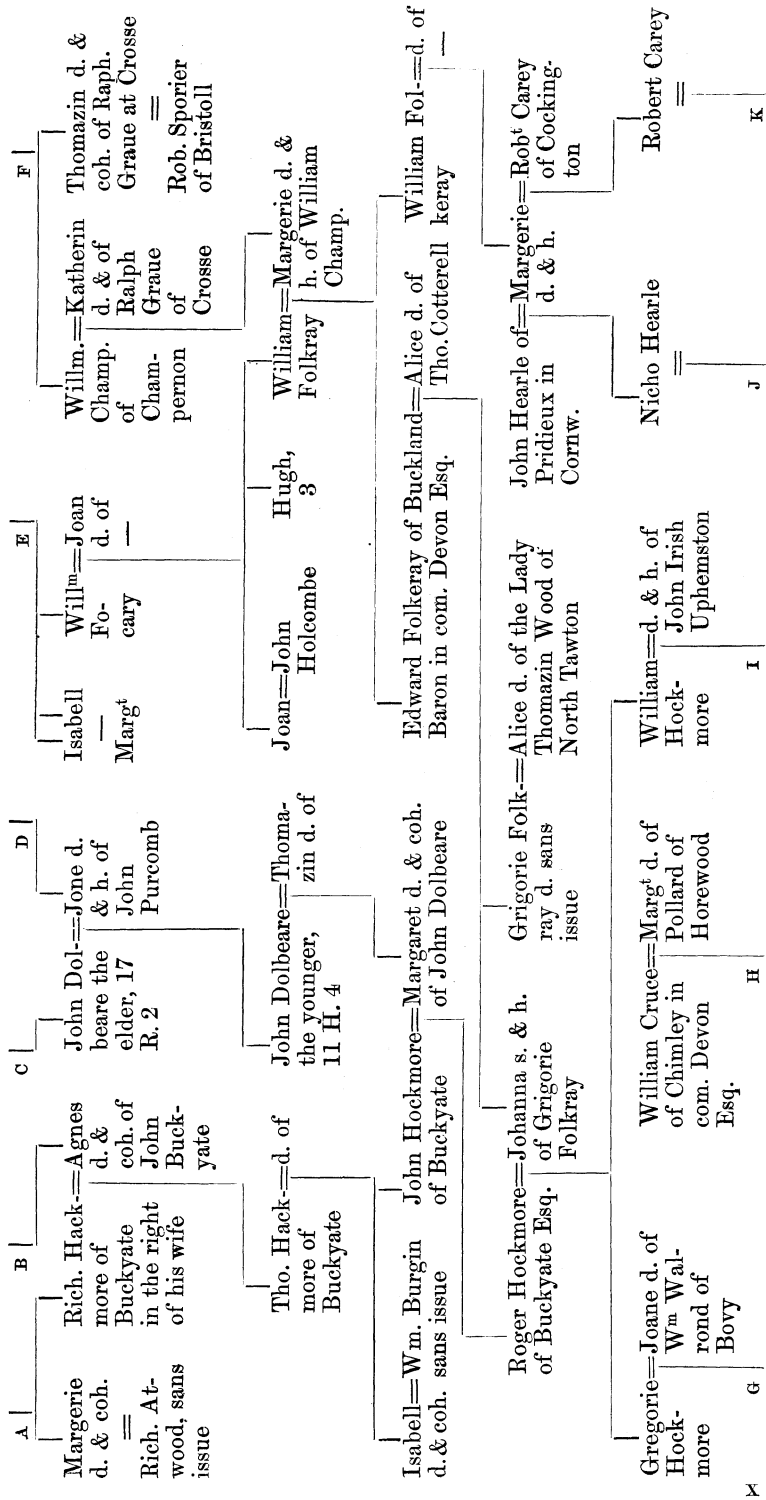 A
B
C
D
E
F
Margerie
d. & coh.
=
Rich. At-
wood, sans
issue
Rich. Hack-=Agnes
more of
Buckyate
in the right
of his wife
d. &
coh. of
John
Buck-
yate
John Dol-=Jone d.
beare the
elder, 17
R. 2
& h. of
John
Purcomb
Isabell
—
Margᵗ
Willᵐ=Joan
Fo-
cary
d. of
—
Willm.=Katherin
Champ.
of
Cham-
pernon
d. & of
Ralph
Graue
of
Crosse
Thomazin d. &
coh. of Raph.
Graue at Crosse
=
Rob. Sporier
of Bristoll
Tho. Hack-=d. of
more of
Buckyate
John Dolbeare=Thoma-
the younger,
11 H. 4
zin d. of
Joan=John
Holcombe
Hugh,
3
William=Margerie d. &
Folkray
h. of William
Champ.
Isabell=Wm. Burgin
d. & coh. sans issue
John Hockmore=Margaret d. & coh.
of Buckyate
of John Dolbeare
Edward Folkeray of Buckland=Alice d. of
Baron in com. Devon Esq.
Tho. Cotterell
William Fol-=d. of
keray
—
Roger Hockmore=Johanna s. & h.
of Buckyate Esq.
of Grigorie
Folkray
Grigorie Folk-=Alice d. of the Lady
ray d. sans
issue
Thomazin Wood of
North Tawton
John Hearle of=Margerie=Robᵗ Carey
Pridieux in
Cornw.
d. & h.
of Cocking-
ton
Gregorie=Joane d. of
Hock-
more
Wᵐ Wal-
rond of
Bovy
William Cruce=Margᵗ d. of
of Chimley in
com. Devon
Esq.
Pollard of
Horewood
William=d. & h. of
Hock-
more
John Irish
Uphemston
Nicho Hearle
=
Robert Carey
=
G
H
I
J
K
X